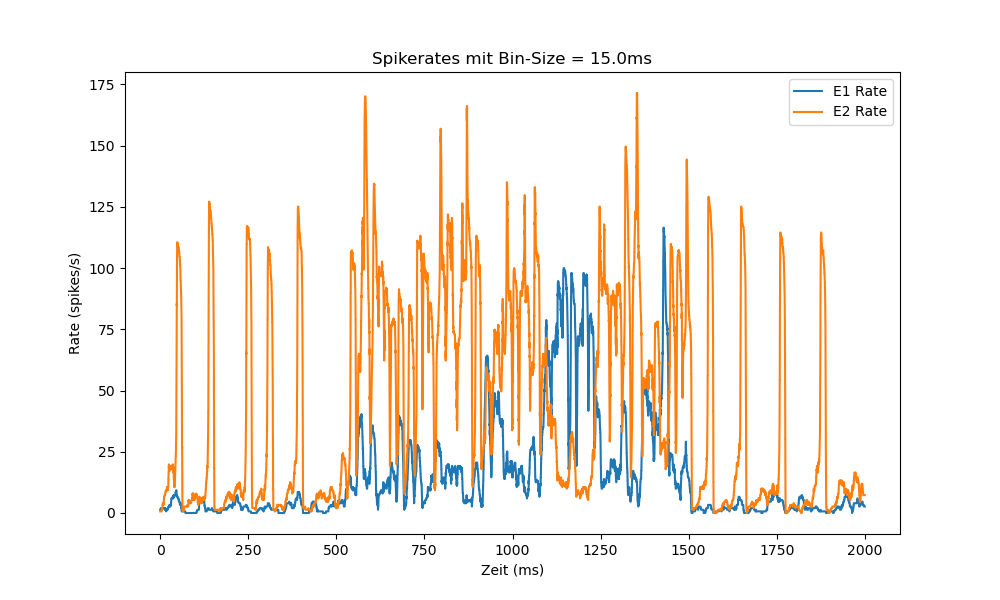 Spikerates mit Bin-Size = 15.0ms
E1 Rate
E2 Rate
175
150
125
100
75
50
25
0
Rate (spikes/s)
0 250 500 750 1000 1250 1500 1750 2000
Zeit (ms)